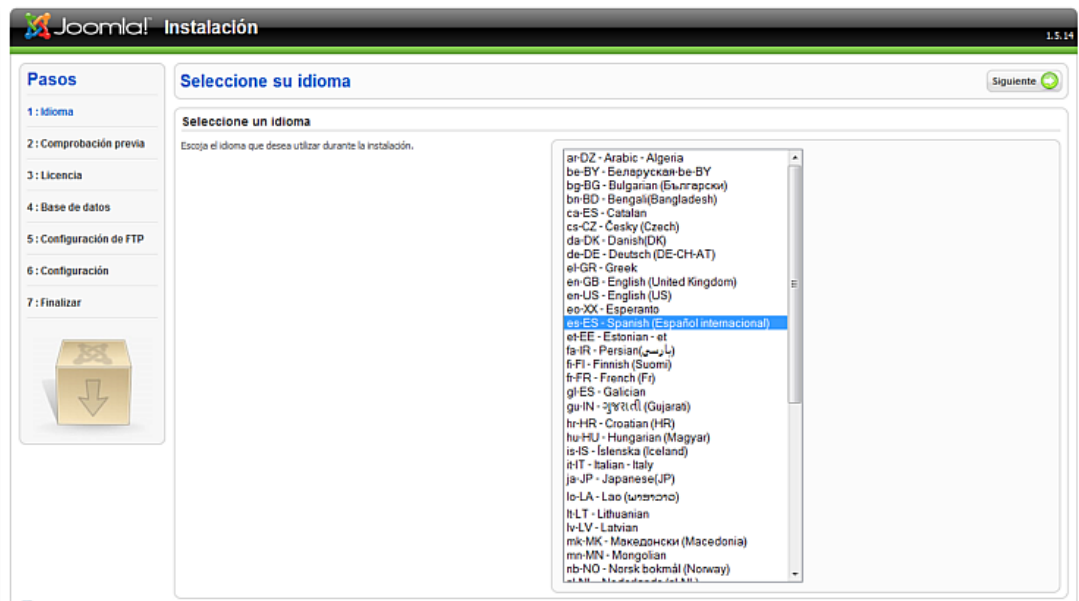 Joomla! Instalación
1.5.14
Pasos
1 : Idioma
2 : Comprobación previa
3 : Licencia
4 : Base de datos
5 : Configuración de FTP
6 : Configuración
7 : Finalizar
Seleccione su idioma
Siguiente
Seleccione un idioma
Escoja el idioma que desea utilizar durante la instalación.
ar-DZ - Arabic - Algeria
be-BY - Беларуская-be-BY
bg-BG - Bulgarian (Български)
bn-BD - Bengali(Bangladesh)
ca-ES - Catalan
cs-CZ - Česky (Czech)
da-DK - Danish(DK)
de-DE - Deutsch (DE-CH-AT)
el-GR - Greek
en-GB - English (United Kingdom)
en-US - English (US)
eo-XX - Esperanto
es-ES - Spanish (Español internacional)
et-EE - Estonian - et
fa-IR - Persian(پارسی)
fi-FI - Finnish (Suomi)
fr-FR - French (Fr)
gl-ES - Galician
gu-IN - ગુજરાતી (Gujarati)
hr-HR - Croatian (HR)
hu-HU - Hungarian (Magyar)
is-IS - Íslenska (Iceland)
it-IT - Italian - Italy
ja-JP - Japanese(JP)
lo-LA - Lao (ພາສາລາວ)
lt-LT - Lithuanian
lv-LV - Latvian
mk-MK - Македонски (Macedonia)
mn-MN - Mongolian
nb-NO - Norsk bokmål (Norway)